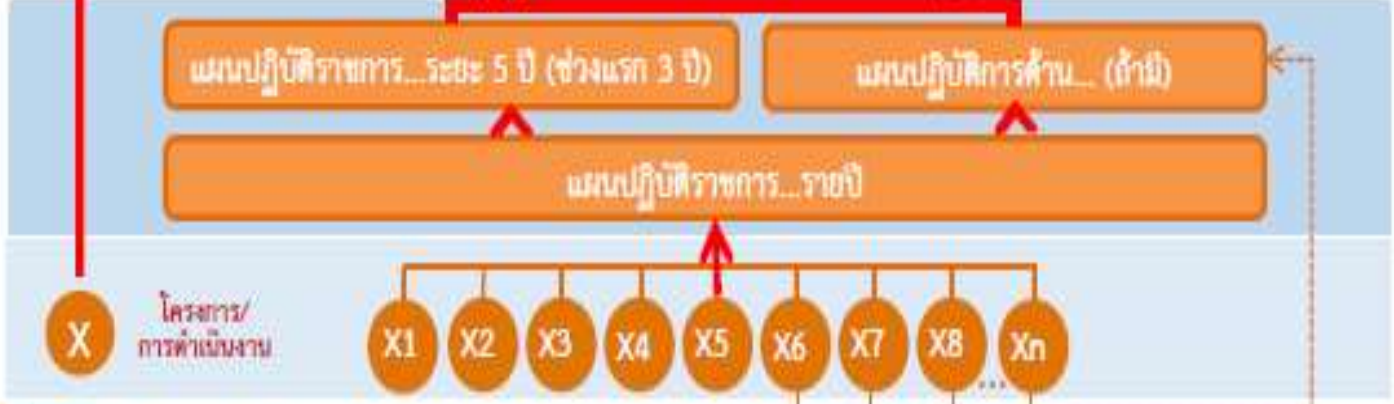 แผนปฏิบัติราชการ...ระยะ 5 ปี (ช่วงแรก 3 ปี)
แผนปฏิบัติการด้าน... (ถ้ามี)
แผนปฏิบัติราชการ...รายปี
X
โครงการ/
การดำเนินงาน
X1 X2 X3 X4 X5 X6 X7 X8 ... Xn